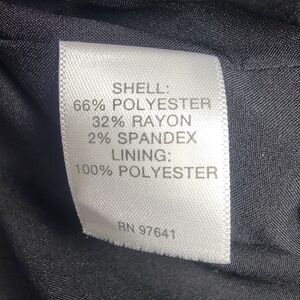 SHELL:
66% POLYESTER
32% RAYON
2% SPANDEX
LINING:
100% POLYESTER
RN 97641